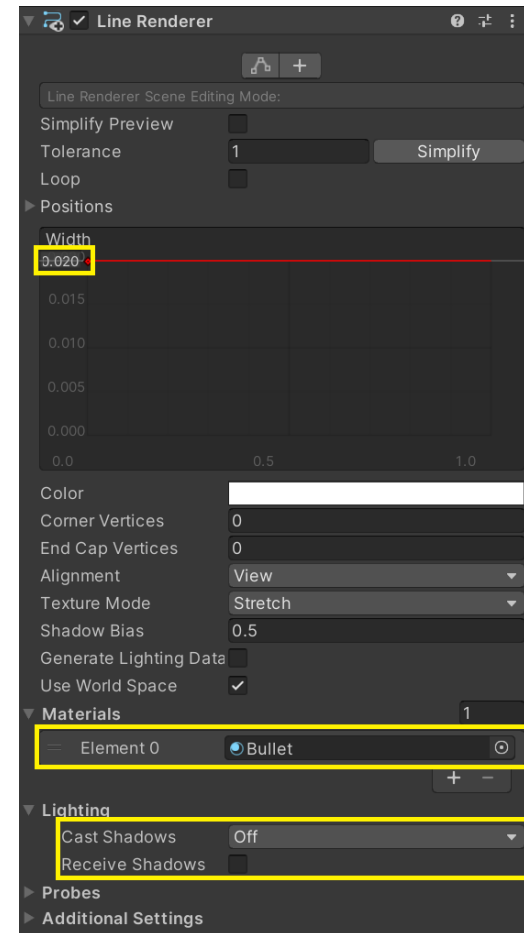 Line Renderer
Line Renderer Scene Editing Mode:
Simplify Preview
Tolerance 1 Simplify
Loop
Positions
Width
0.020
0.015
0.010
0.005
0.000
0.0 0.5 1.0
Color
Corner Vertices 0
End Cap Vertices 0
Alignment View
Texture Mode Stretch
Shadow Bias 0.5
Generate Lighting Data
Use World Space
Materials 1
Element 0 Bullet
+ -
Lighting
Cast Shadows Off
Receive Shadows
Probes
Additional Settings